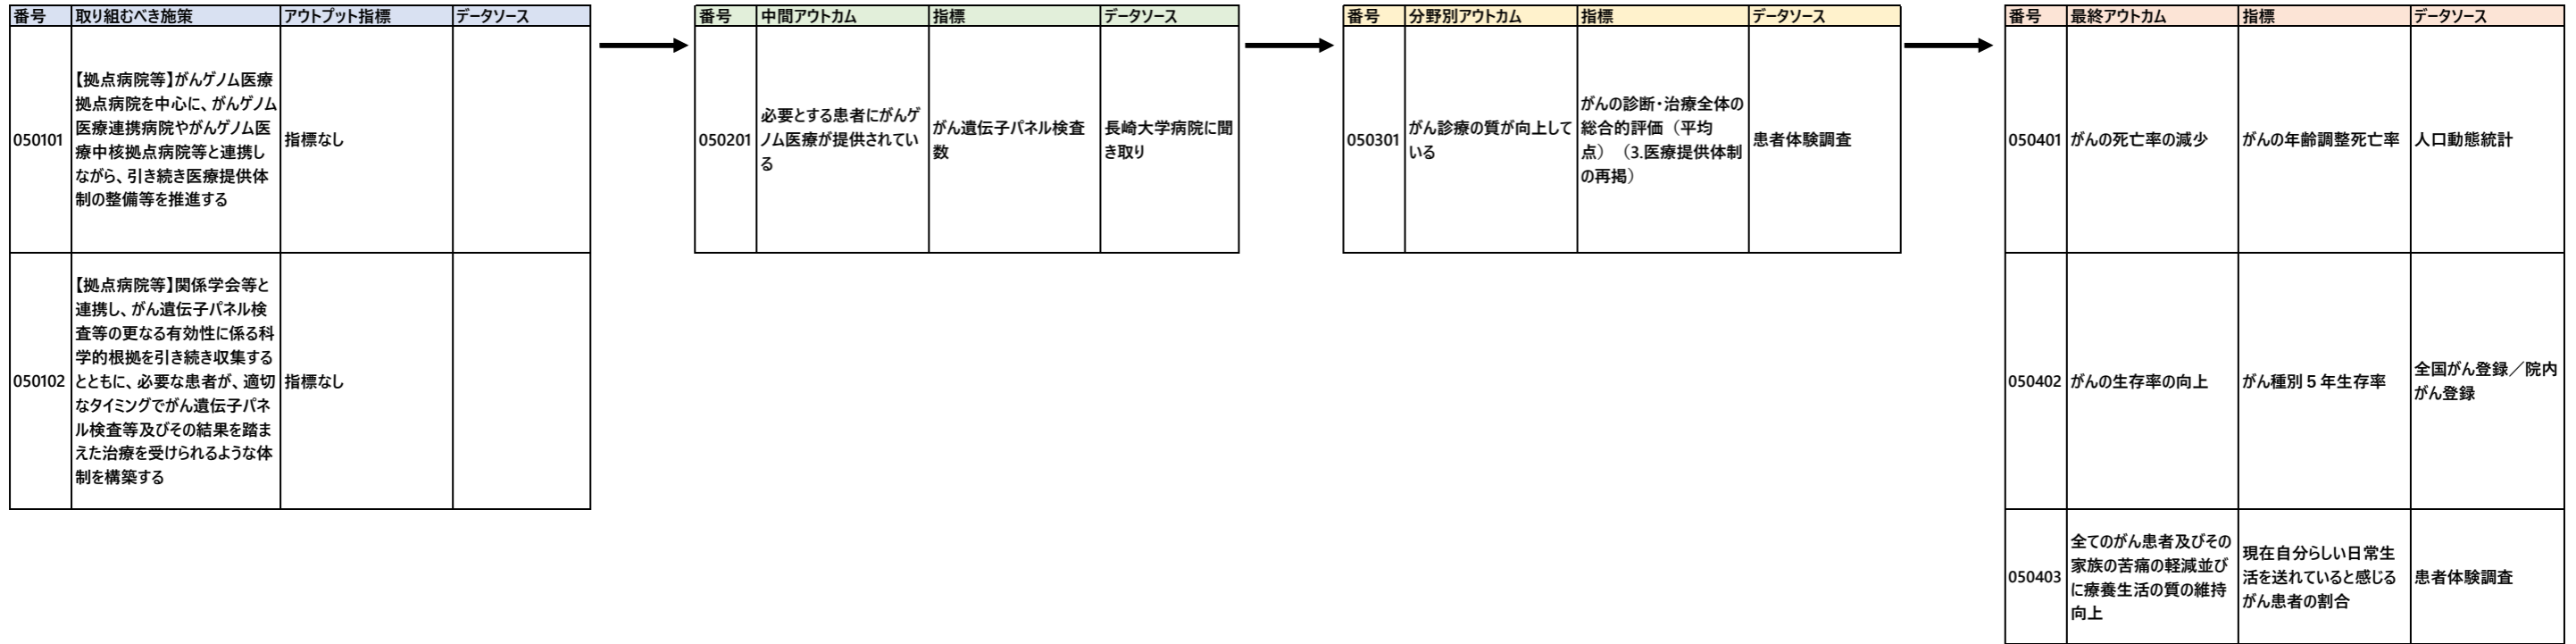 番号 取り組むべき施策 アウトプット指標 データソース
050101
【拠点病院等】がんゲノム医療
拠点病院を中心に、がんゲノム
医療連携病院やがんゲノム医
療中核拠点病院等と連携し
ながら、引き続き医療提供体
制の整備等を推進する
指標なし
050102
【拠点病院等】関係学会等と
連携し、がん遺伝子パネル検
査等の更なる有効性に係る科
学的根拠を引き続き収集する
とともに、必要な患者が、適切
なタイミングでがん遺伝子パネ
ル検査等及びその結果を踏ま
えた治療を受けられるような体
制を構築する
指標なし
番号 中間アウトカム 指標 データソース
050201
必要とする患者にがんゲ
ノム医療が提供されてい
る
がん遺伝子パネル検査
数
長崎大学病院に聞
き取り
番号 分野別アウトカム 指標 データソース
050301
がん診療の質が向上して
いる
がんの診断・治療全体の
総合的評価（平均
点）（3.医療提供体制
の再掲）
患者体験調査
番号 最終アウトカム 指標 データソース
050401 がんの死亡率の減少 がんの年齢調整死亡率 人口動態統計
050402 がんの生存率の向上 がん種別５年生存率
全国がん登録／院内
がん登録
050403
全てのがん患者及びその
家族の苦痛の軽減並び
に療養生活の質の維持
向上
現在自分らしい日常生
活を送れていると感じる
がん患者の割合
患者体験調査